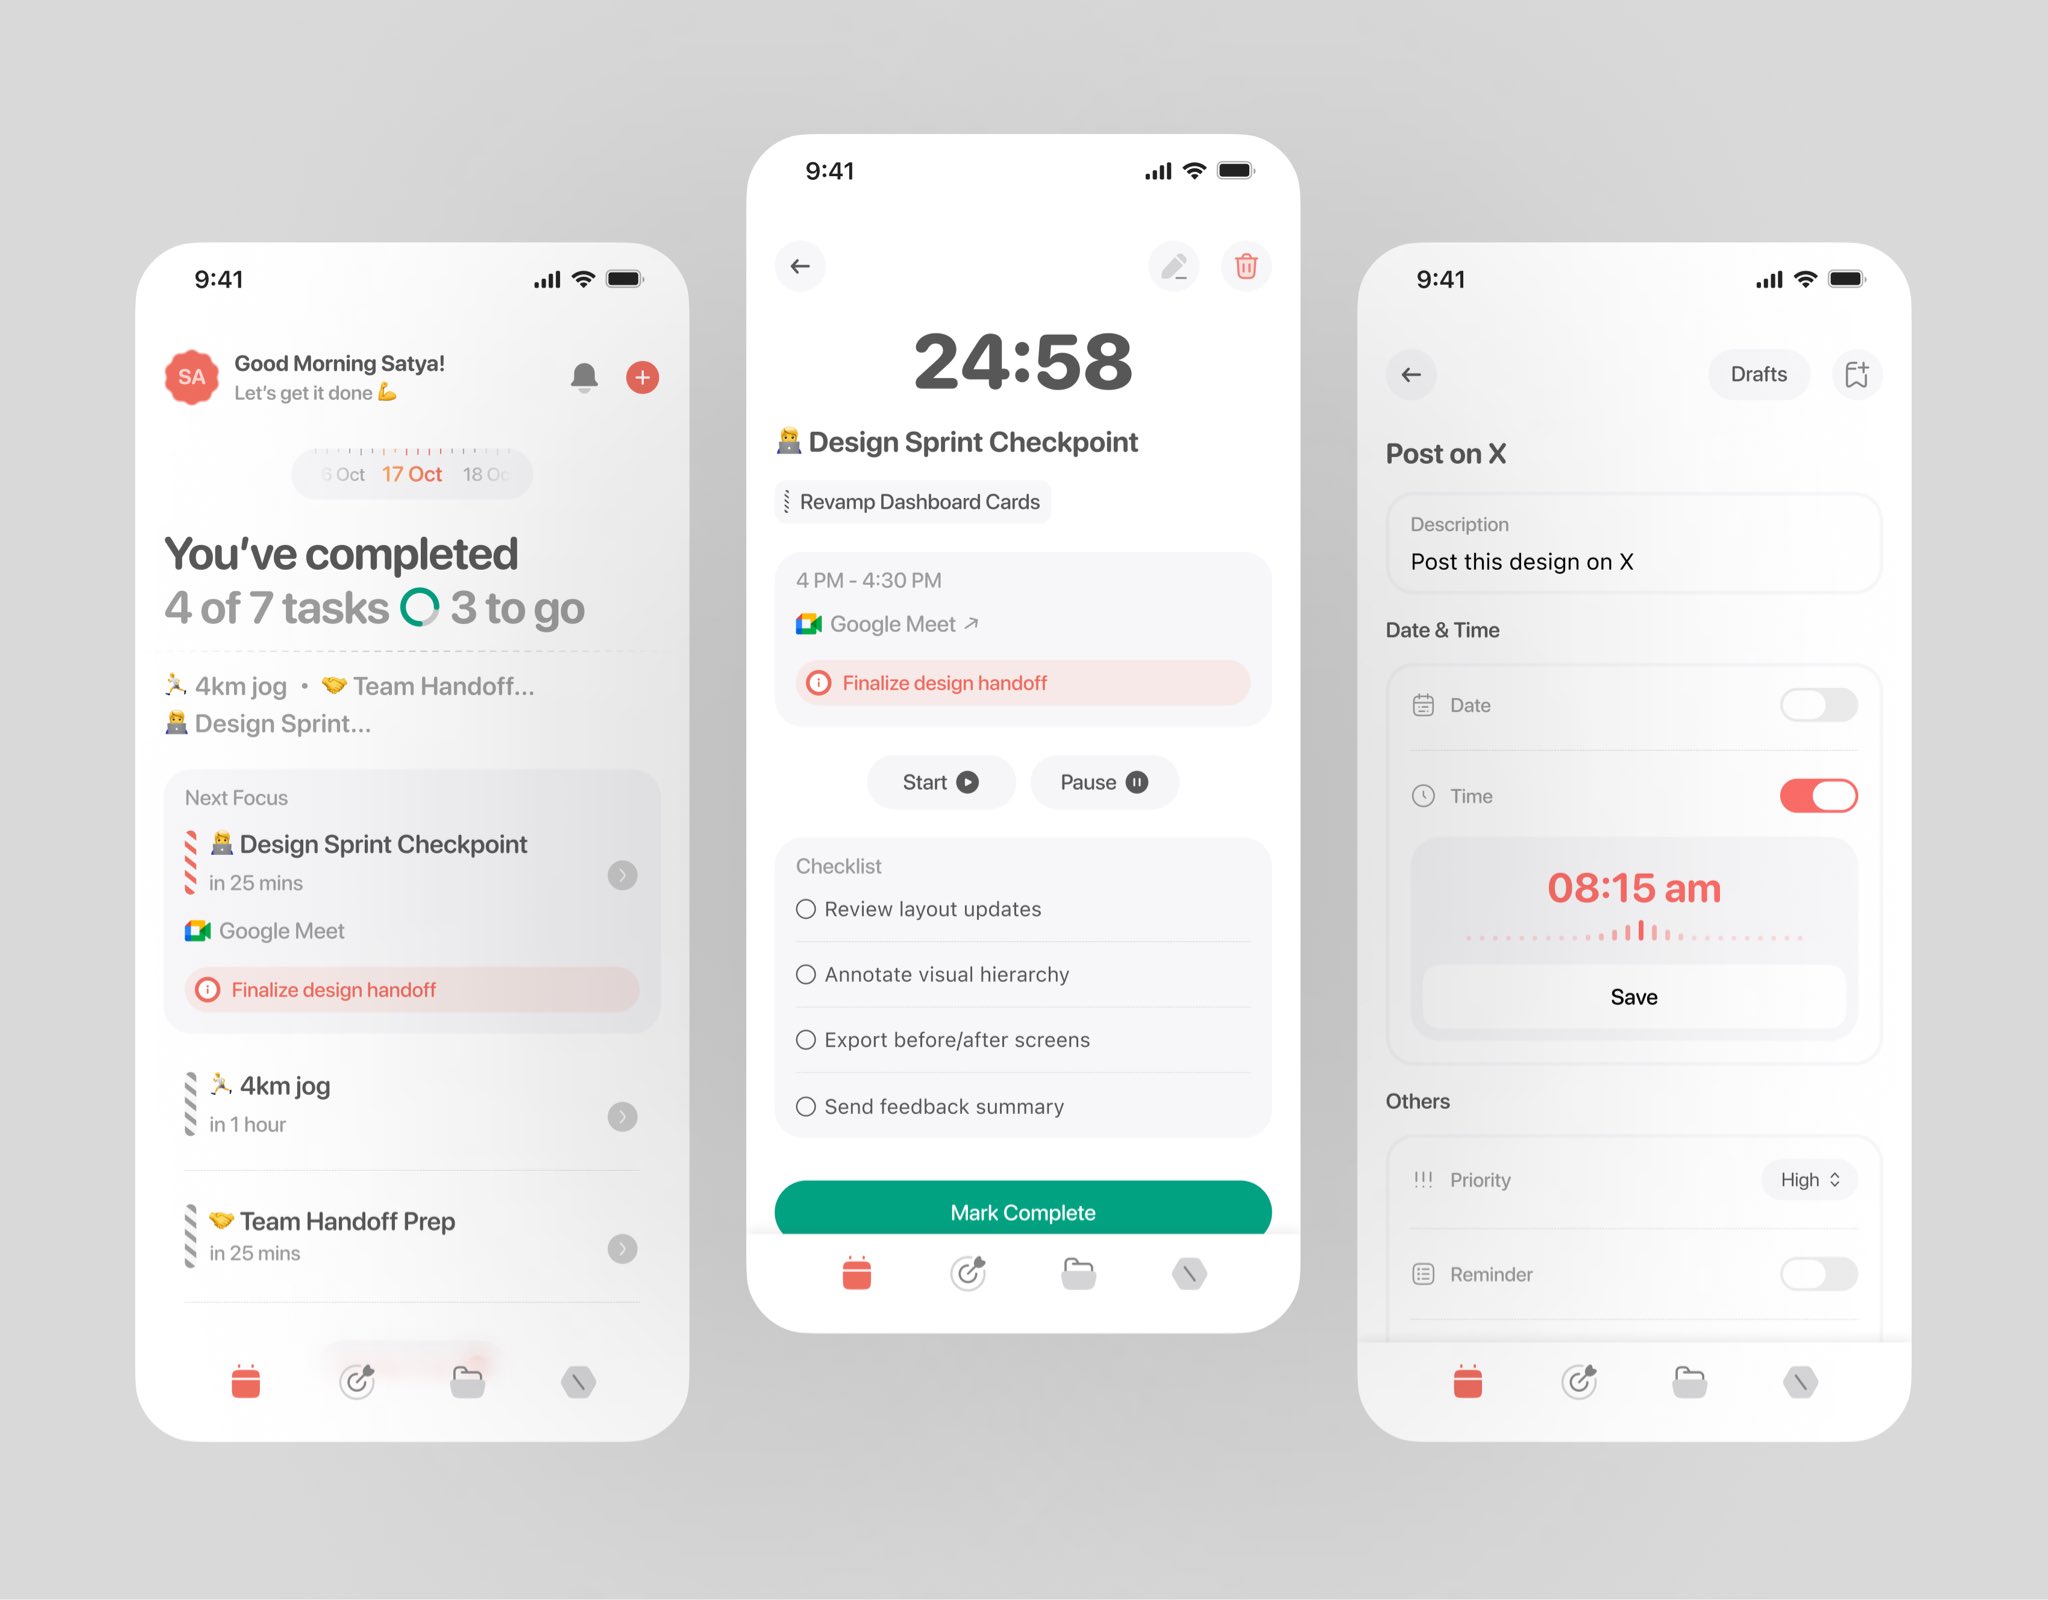 9:41
SA
Good Morning Satya!
Let's get it done 💪
6 Oct 17 Oct 18 Oc
You've completed
4 of 7 tasks 3 to go
🏃 4km jog • 🤝 Team Handoff...
🧑‍💻 Design Sprint...
Next Focus
🧑‍💻 Design Sprint Checkpoint
in 25 mins
Google Meet
Finalize design handoff
🏃 4km jog
in 1 hour
🤝 Team Handoff Prep
in 25 mins
9:41
24:58
🧑‍💻 Design Sprint Checkpoint
Revamp Dashboard Cards
4 PM - 4:30 PM
Google Meet ↗
Finalize design handoff
Start
Pause
Checklist
Review layout updates
Annotate visual hierarchy
Export before/after screens
Send feedback summary
Mark Complete
9:41
Drafts
Post on X
Description
Post this design on X
Date & Time
Date
Time
08:15 am
Save
Others
!!! Priority High
Reminder